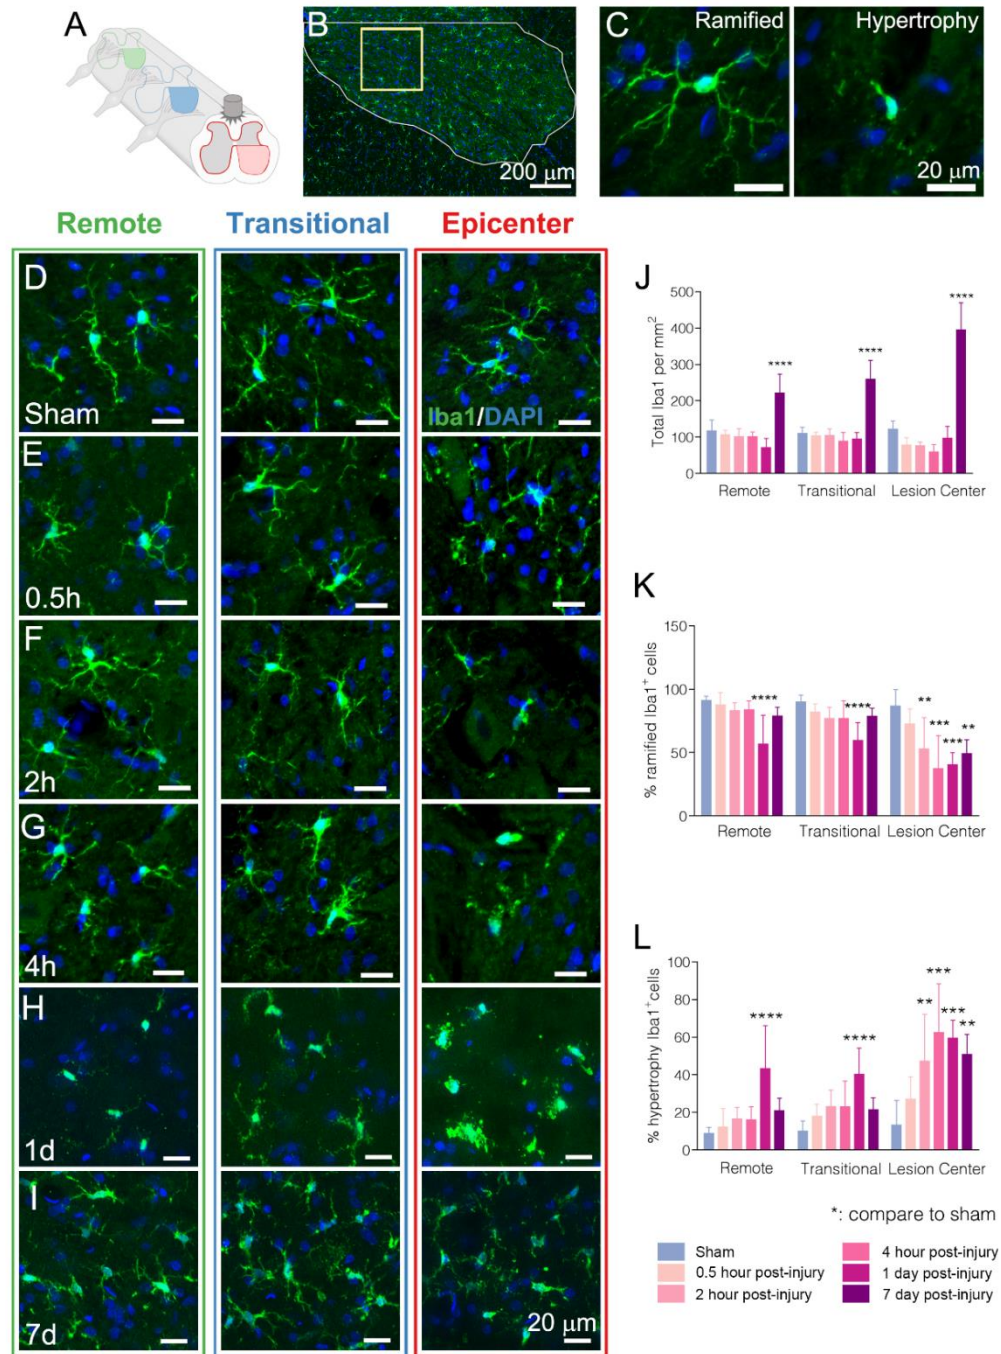 A
B
200 μm
C
Ramified
Hypertrophy
20 μm
Remote
Transitional
Epicenter
D
Sham
Iba1/DAPI
E
0.5h
F
2h
G
4h
H
1d
I
7d
20 μm
J
Total Iba1 per mm²
500
400
300
200
100
0
****
****
****
Remote
Transitional
Lesion Center
K
% ramified Iba1⁺ cells
150
100
50
0
****
****
**
***
***
**
Remote
Transitional
Lesion Center
L
% hypertrophy Iba1⁺cells
100
80
60
40
20
0
****
****
**
***
***
**
Remote
Transitional
Lesion Center
*: compare to sham
Sham
0.5 hour post-injury
2 hour post-injury
4 hour post-injury
1 day post-injury
7 day post-injury